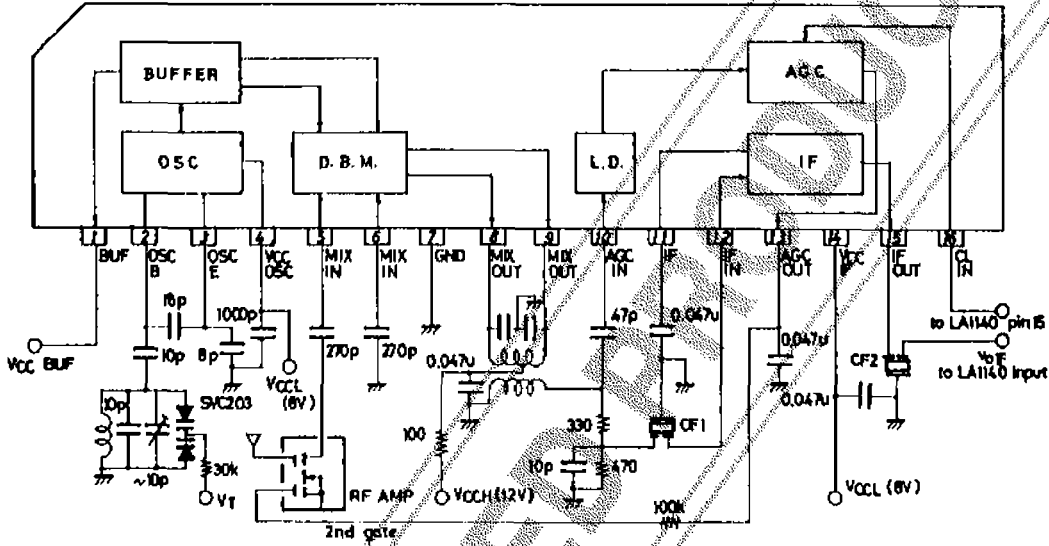 BUFFER
AGC
OSC
D.B.M.
L.D.
IF
1
2
3
4
5
6
7
8
9
10
11
12
13
14
15
16
BUF
OSC B
OSC E
VCC OSC
MIX IN
MIX IN
GND
MIX OUT
MIX OUT
AGC IN
IF
IF IN
AGC OUT
VCC IF
IF OUT
CL IN
VCC BUF
18p
10p
8p
1000p
VCCL (8V)
270p
270p
0.047u
47p
0.047u
0.047u
0.047u
to LA1140 pin 15
VoIF
to LA1140 Input
CF2
10p
SVC203
~10p
30k
VT
RF AMP
2nd gate
100
VCCH (12V)
330
10p
470
CF1
100k
VCCL (8V)